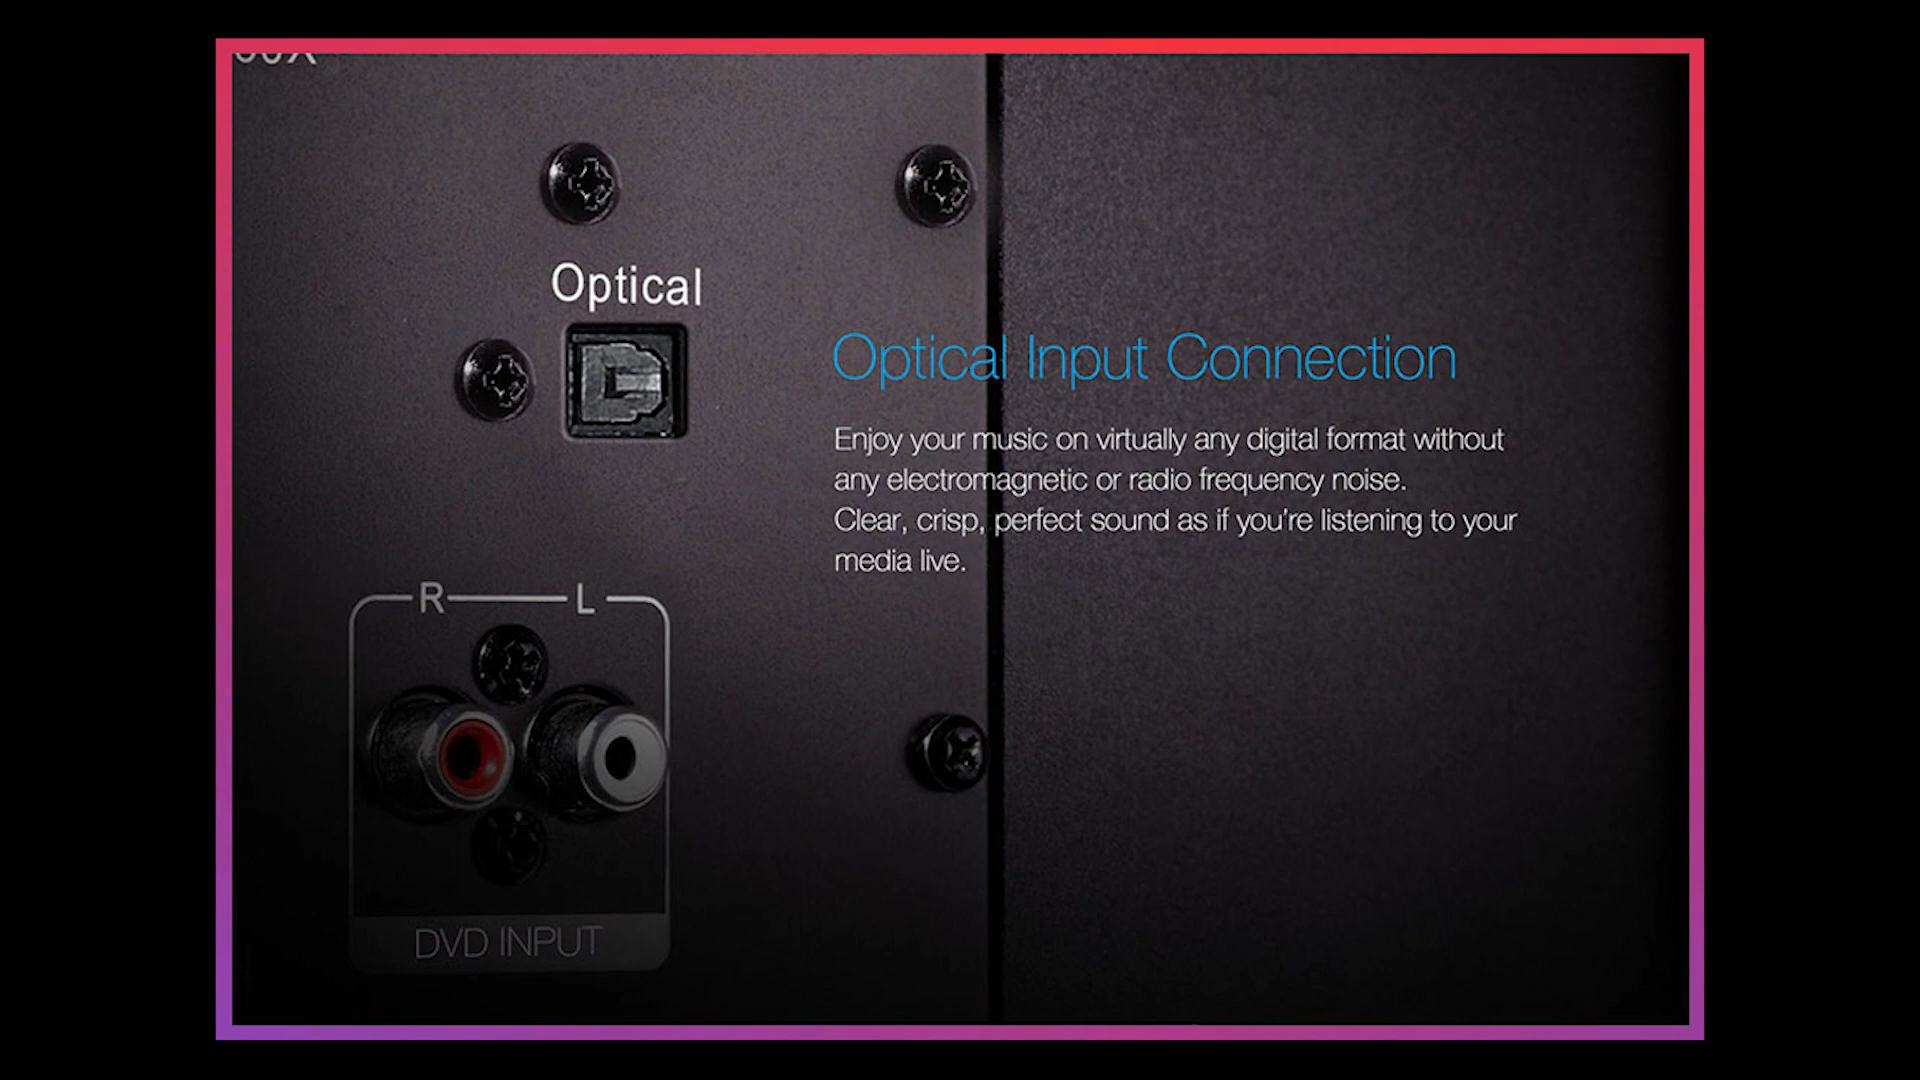 Optical
Optical Input Connection
Enjoy your music on virtually any digital format without
any electromagnetic or radio frequency noise.
Clear, crisp, perfect sound as if you're listening to your
media live.
R L
DVD INPUT